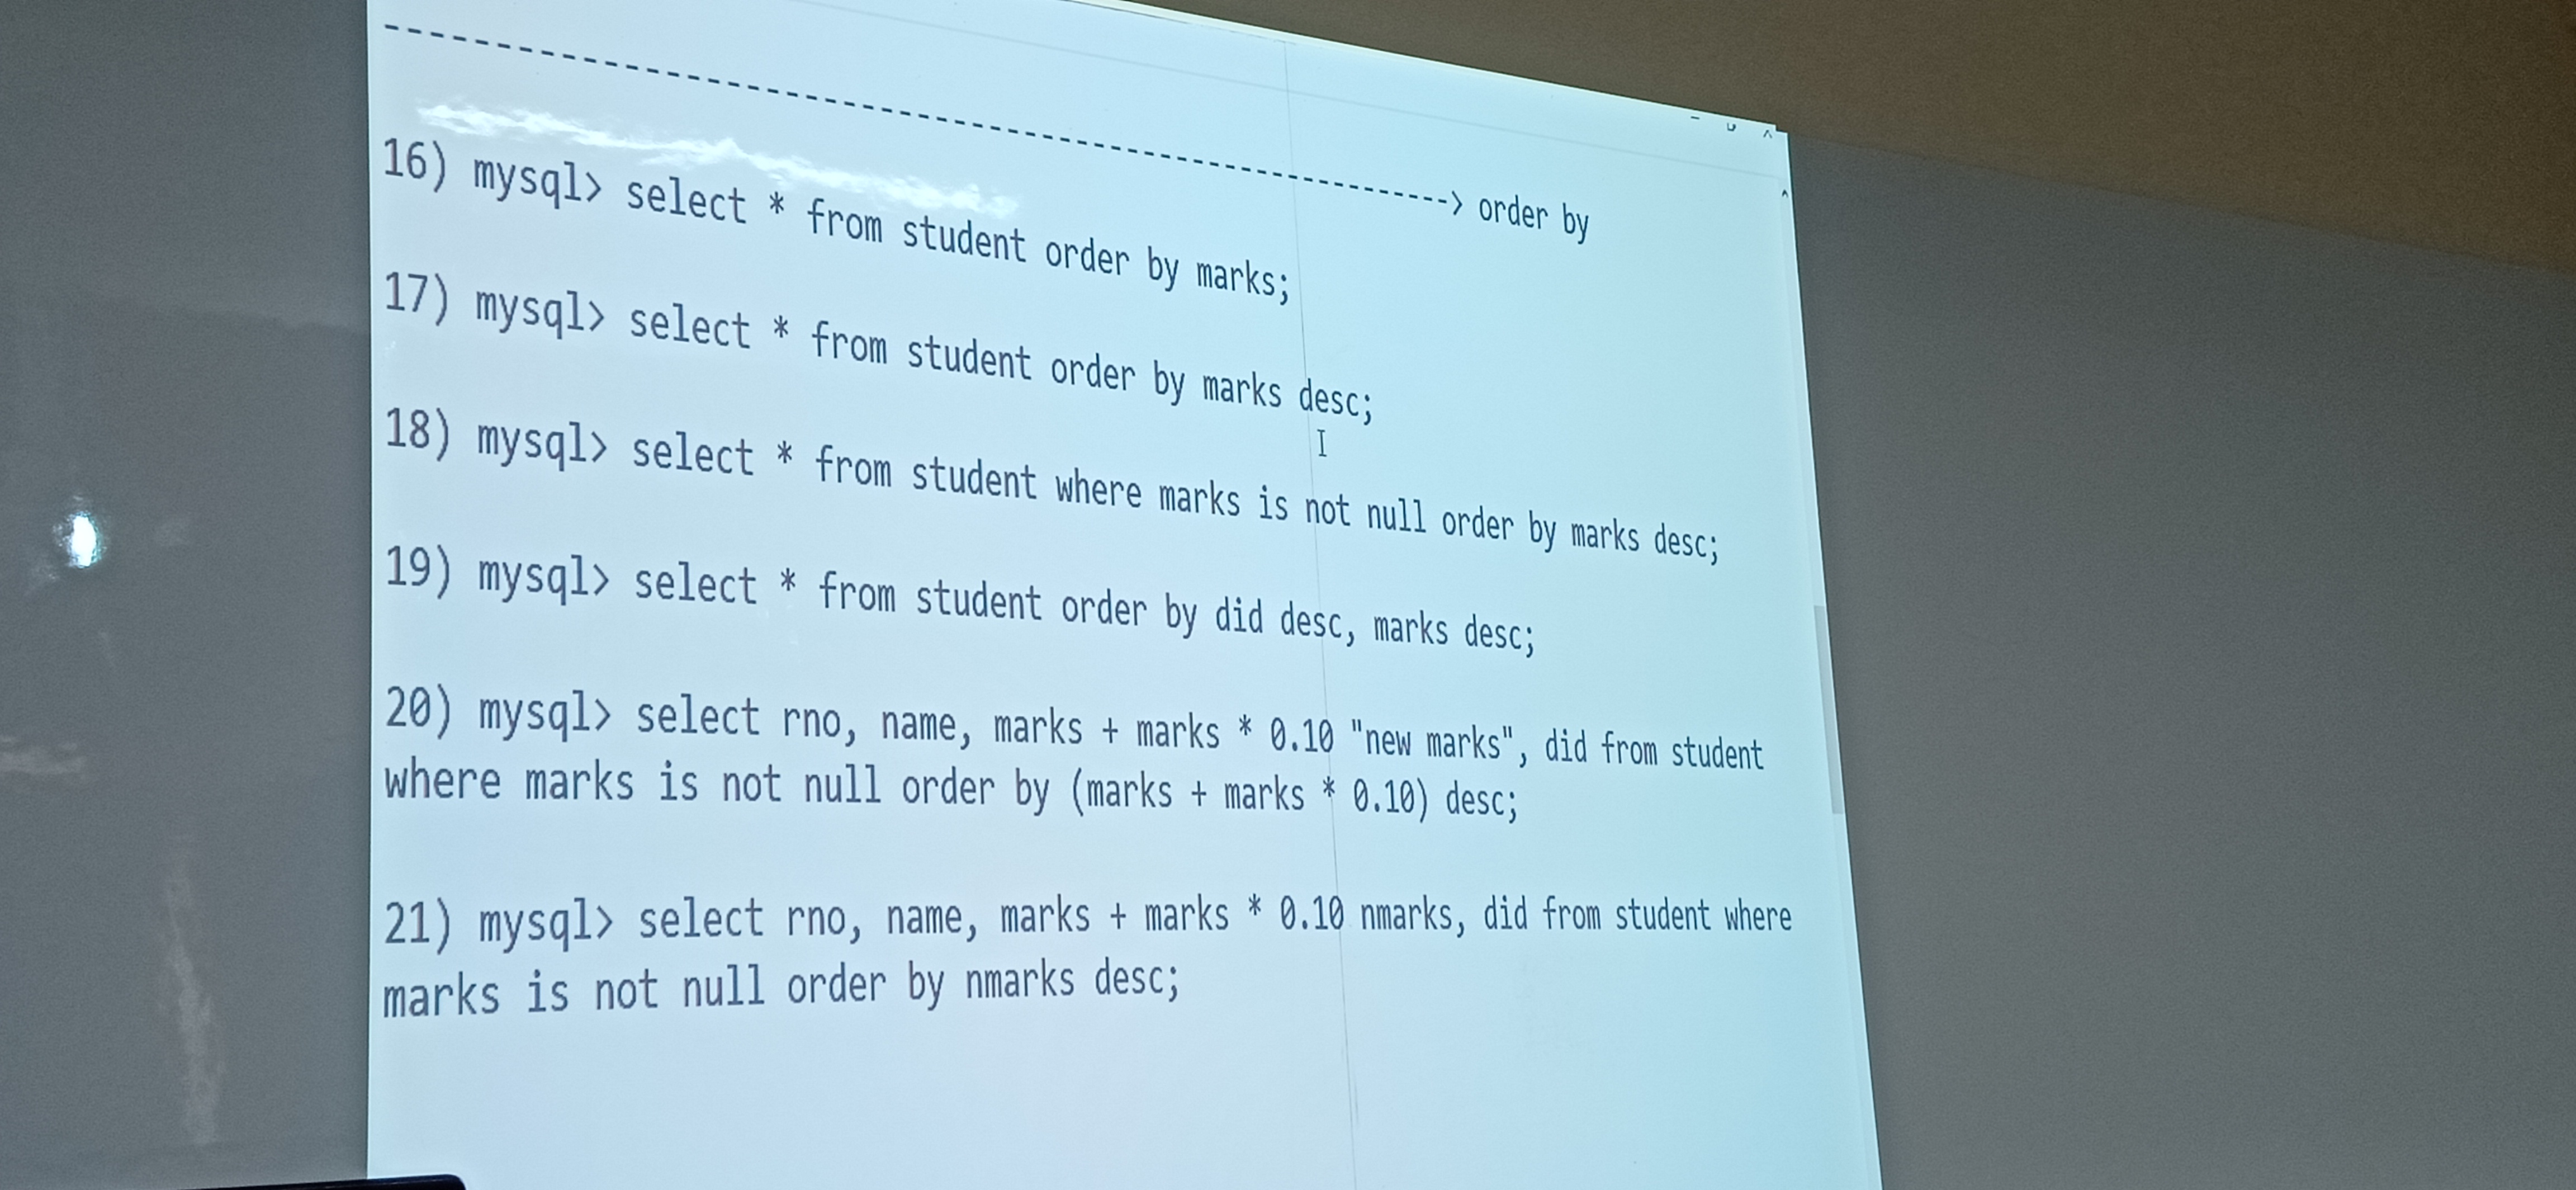 --------------------------------------------------------------------> order by
16) mysql> select * from student order by marks;
17) mysql> select * from student order by marks desc;
18) mysql> select * from student where marks is not null order by marks desc;
19) mysql> select * from student order by did desc, marks desc;
20) mysql> select rno, name, marks + marks * 0.10 "new marks", did from student
where marks is not null order by (marks + marks * 0.10) desc;
21) mysql> select rno, name, marks + marks * 0.10 nmarks, did from student where
marks is not null order by nmarks desc;